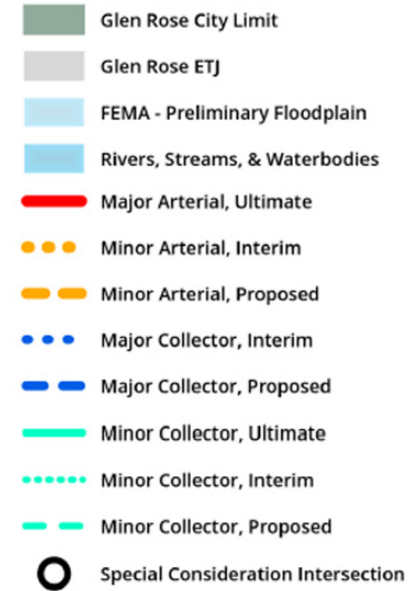 Glen Rose City Limit
Glen Rose ETJ
FEMA - Preliminary Floodplain
Rivers, Streams, & Waterbodies
Major Arterial, Ultimate
Minor Arterial, Interim
Minor Arterial, Proposed
Major Collector, Interim
Major Collector, Proposed
Minor Collector, Ultimate
Minor Collector, Interim
Minor Collector, Proposed
Special Consideration Intersection